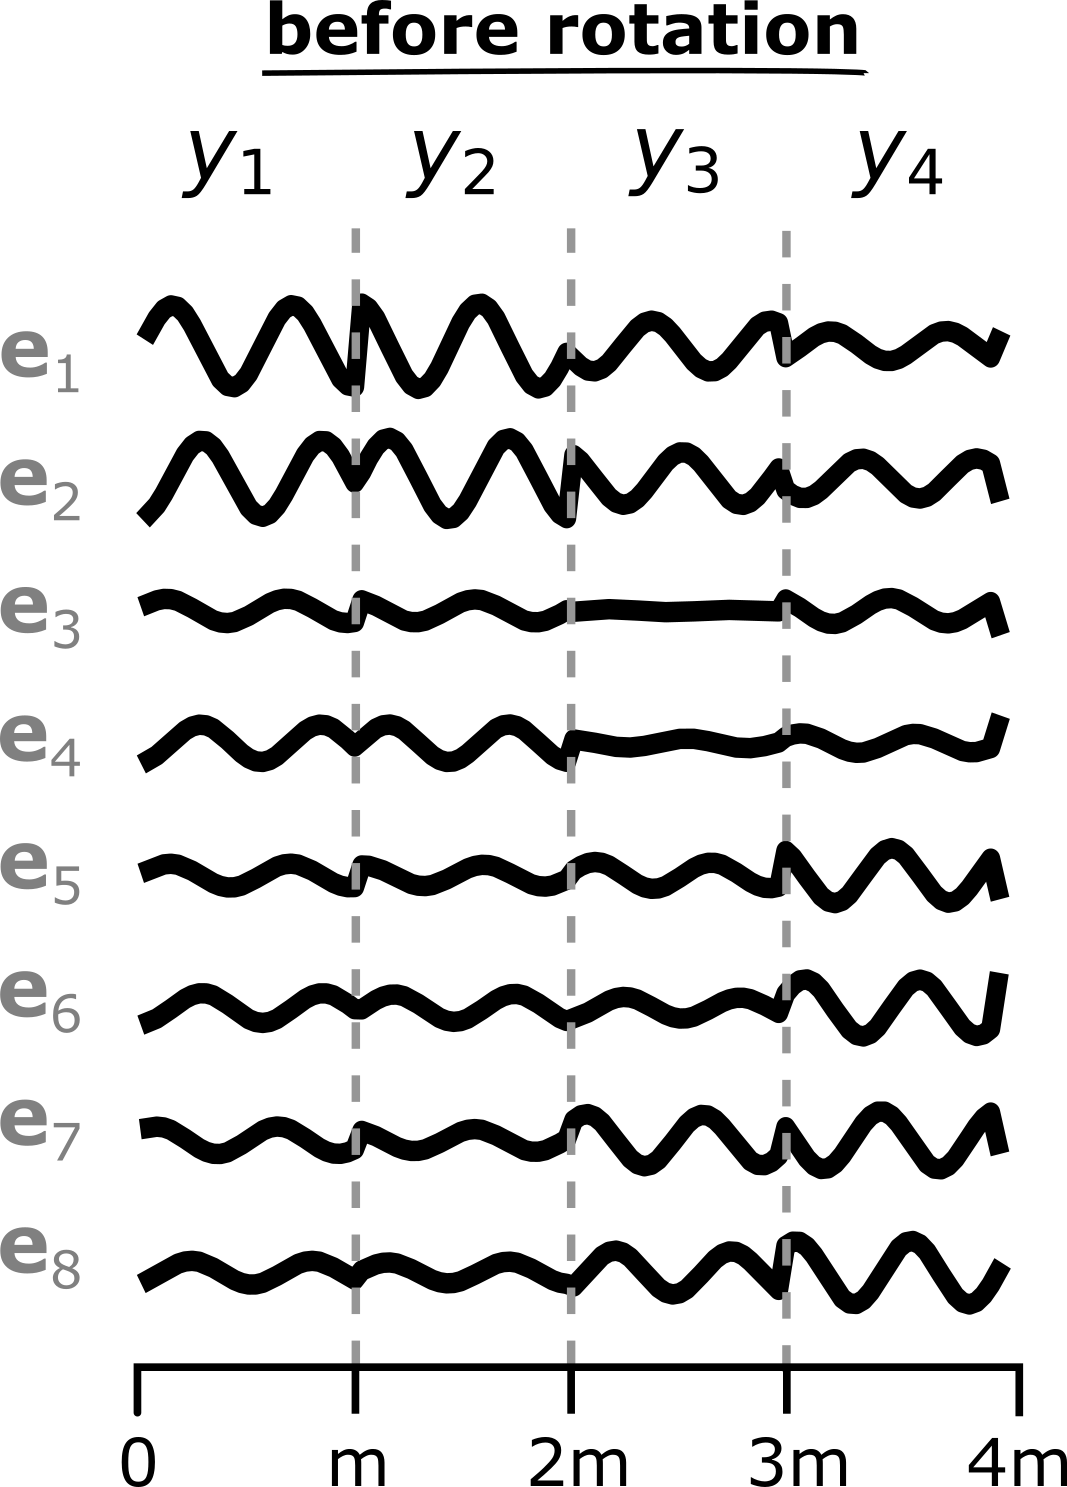 before rotation
y1 y2 y3 y4
e1
e2
e3
e4
e5
e6
e7
e8
0 m 2m 3m 4m